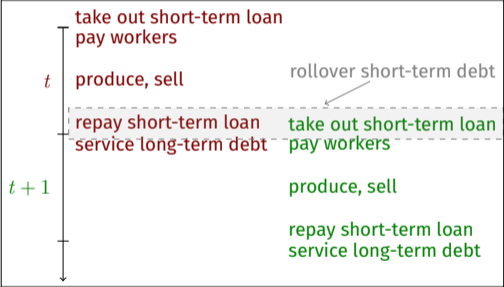 take out short-term loan
pay workers
t
produce, sell
rollover short-term debt
repay short-term loan
service long-term debt
take out short-term loan
pay workers
t + 1
produce, sell
repay short-term loan
service long-term debt